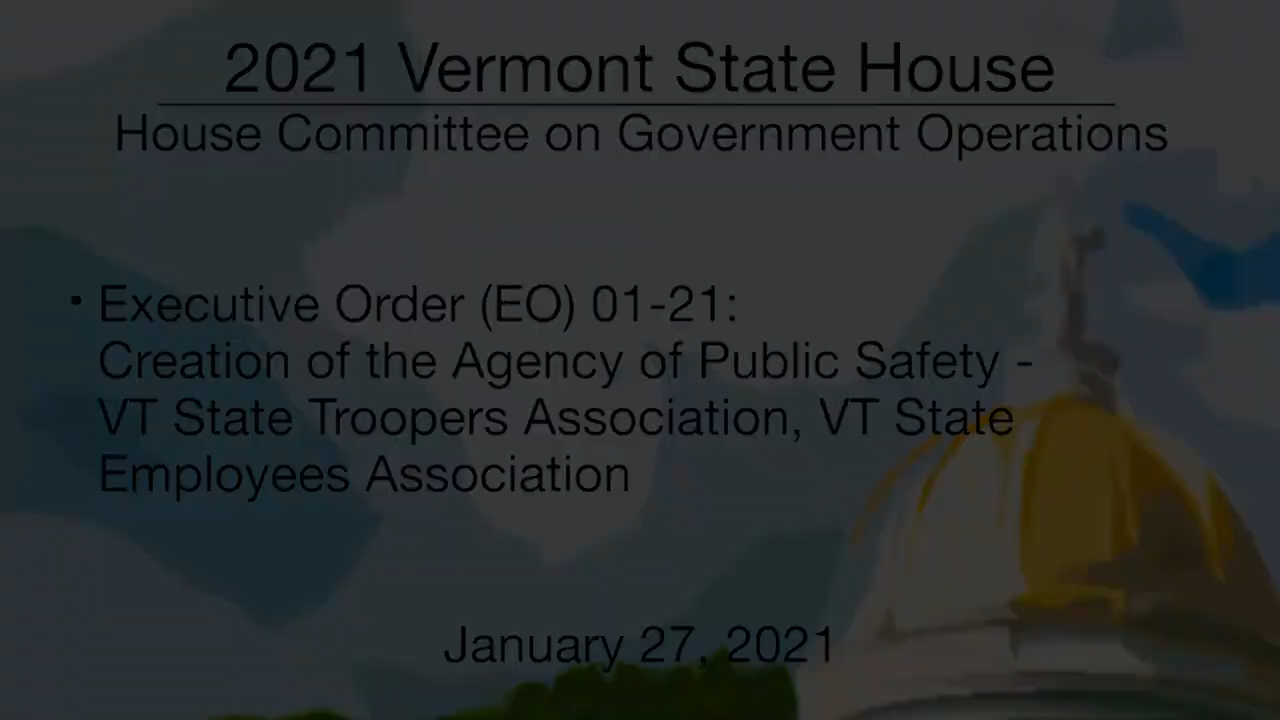 2021 Vermont State House
House Committee on Government Operations
▪ Executive Order (EO) 01-21:
Creation of the Agency of Public Safety -
VT State Troopers Association, VT State
Employees Association
January 27, 2021